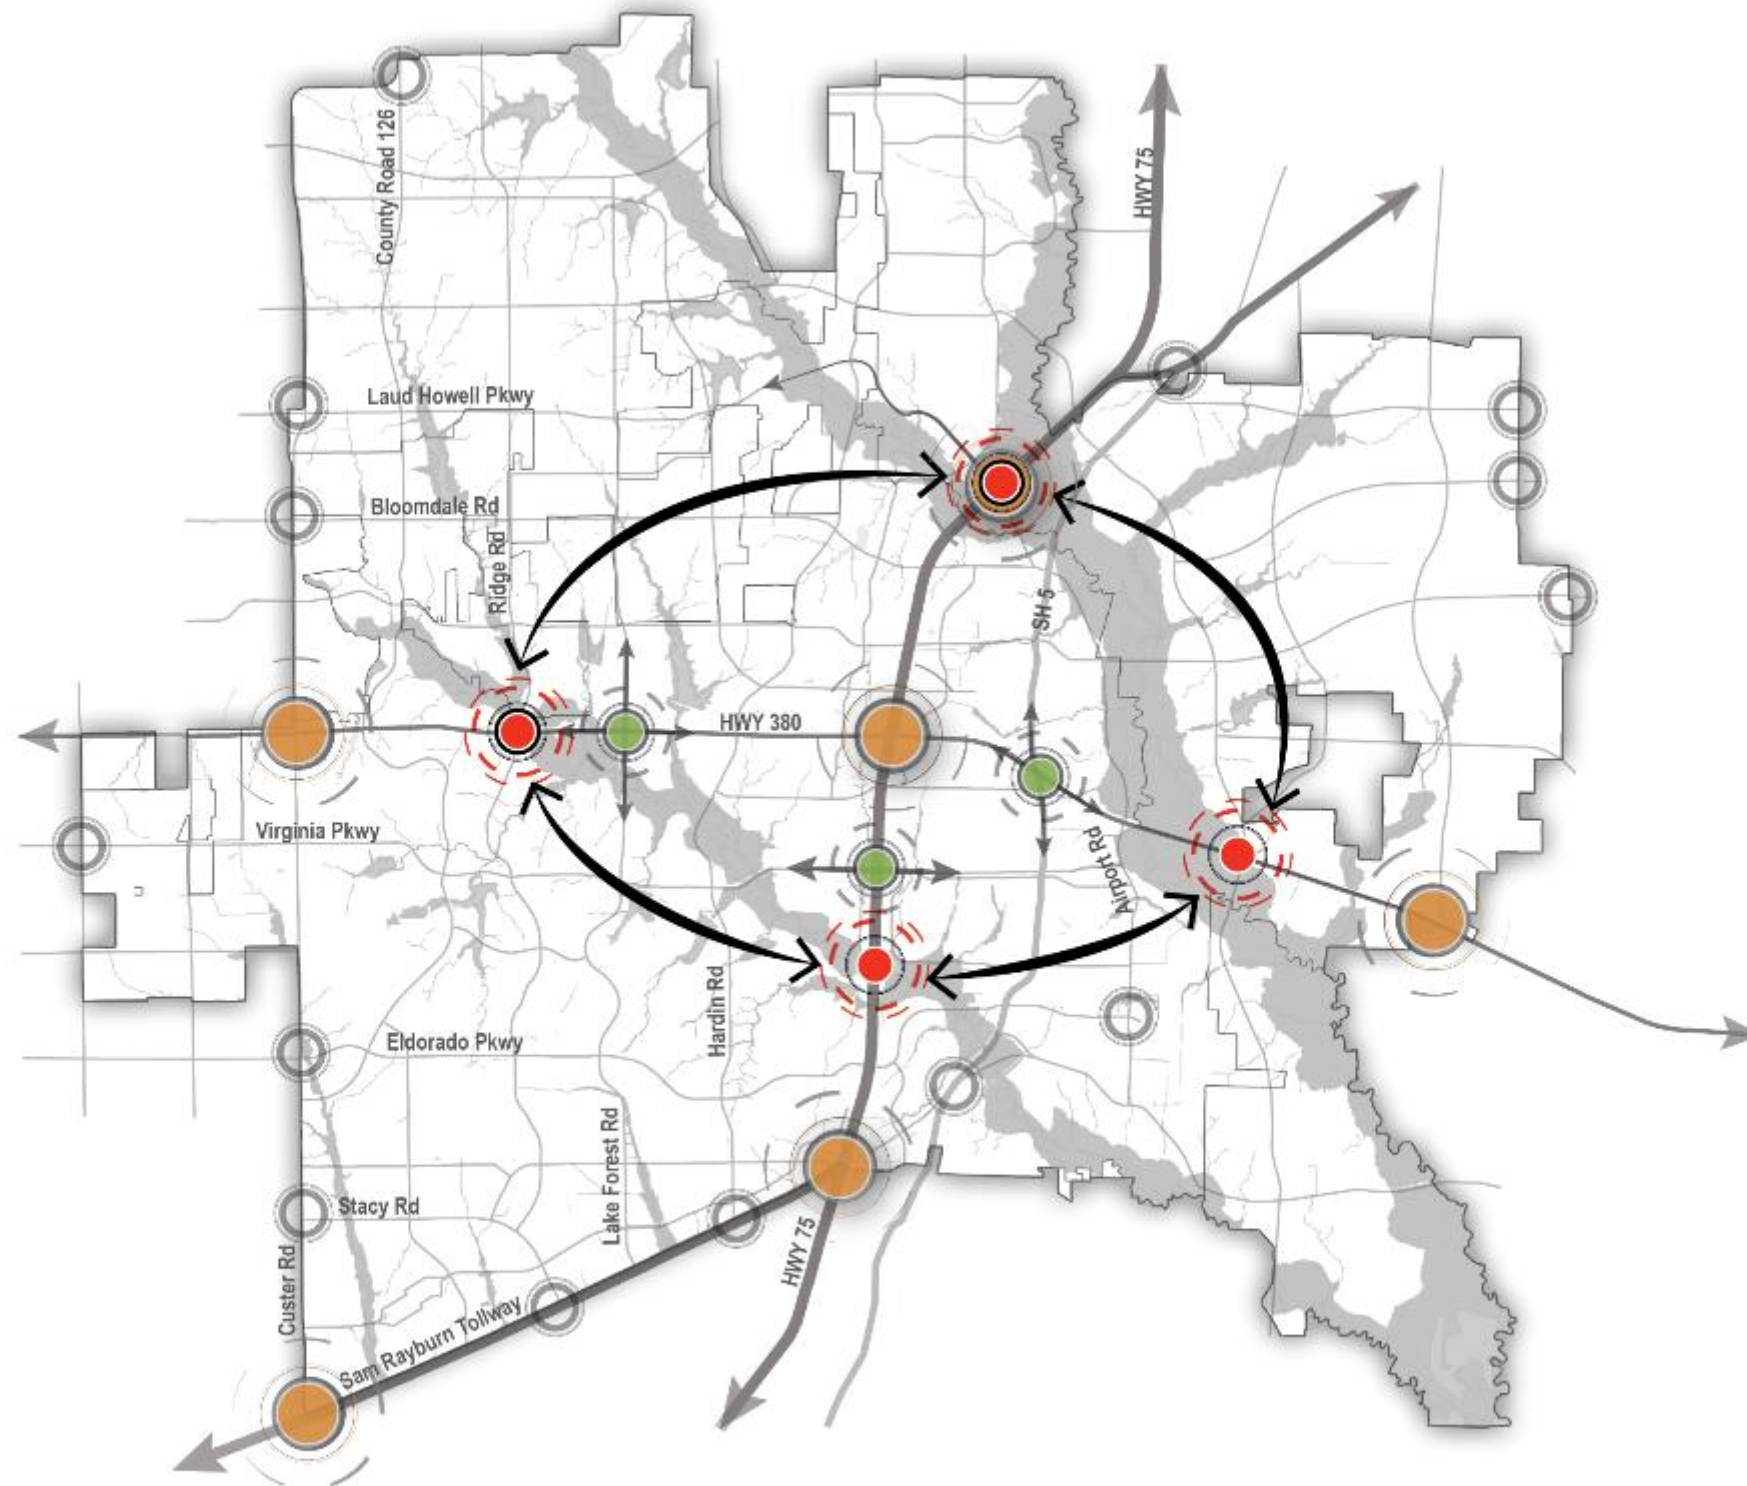 County Road 126
HWY 75
Laud Howell Pkwy
Bloomdale Rd
Ridge Rd
SH 5
HWY 380
Virginia Pkwy
Airport Rd
Hardin Rd
Eldorado Pkwy
Lake Forest Rd
Stacy Rd
HWY 75
Custer Rd
Sam Rayburn Tollway